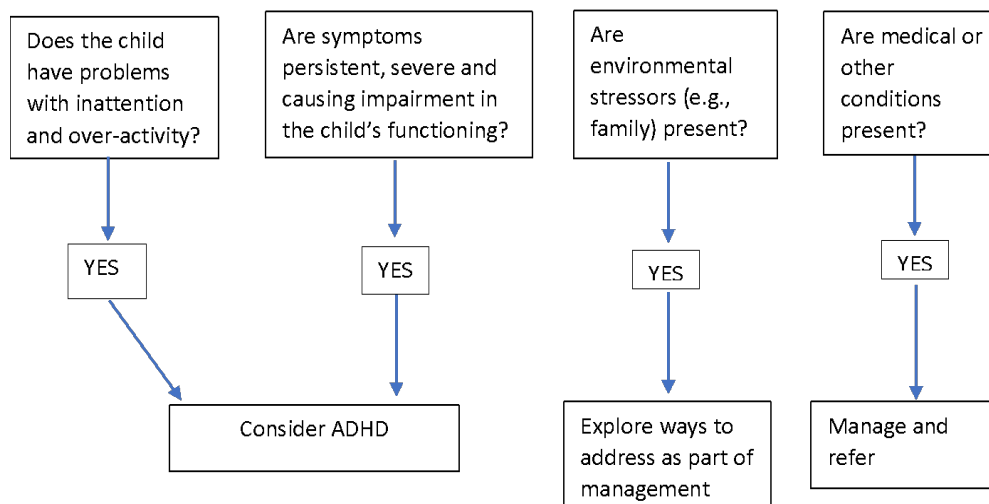 Does the child
have problems
with inattention
and over-activity?
Are symptoms
persistent, severe and
causing impairment in
the child's functioning?
Are
environmental
stressors (e.g.,
family) present?
Are medical or
other
conditions
present?
YES
YES
YES
YES
Consider ADHD
Explore ways to
address as part of
management
Manage and
refer